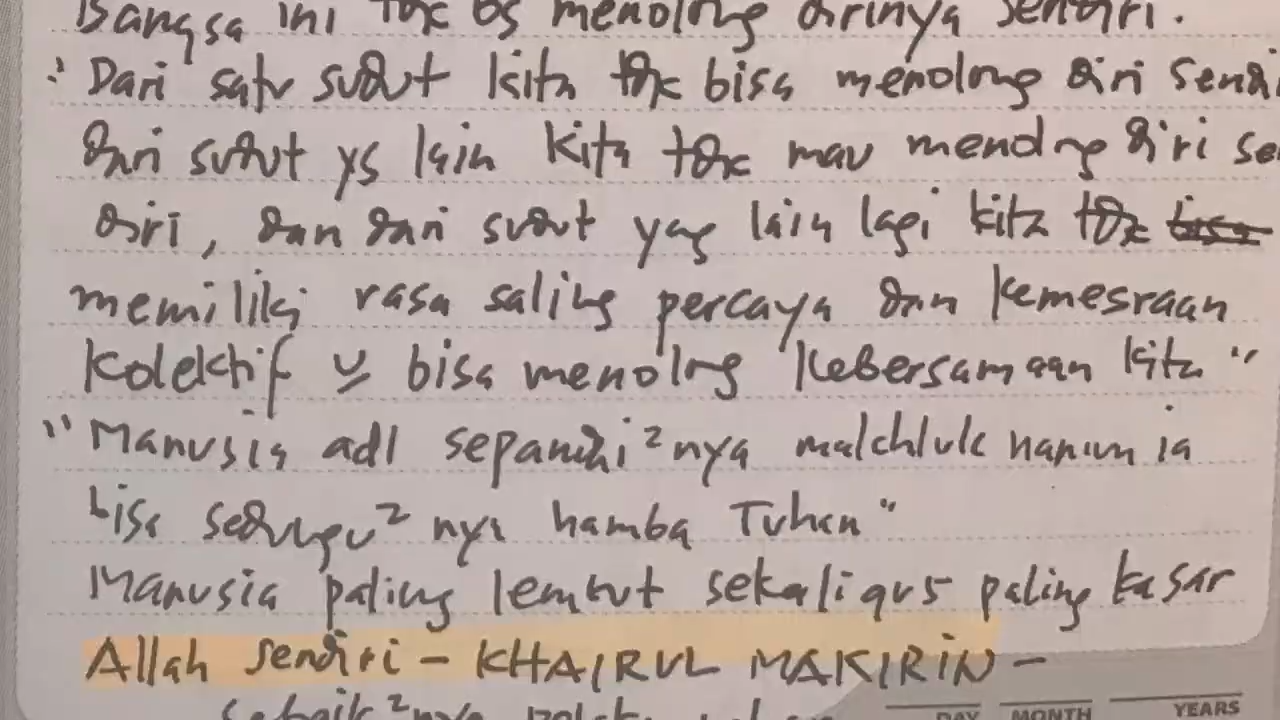 Bangsa ini tdk bs menolong dirinya sendiri.
" Dari satu sudut kita tdk bisa menolong diri sendi
dari sudut yg lain kita tdk mau menolong diri se
diri, dan dari sudut yang lain lagi kita tdk bisa
memiliki rasa saling percaya dan kemesraan
kolektif yg bisa menolong kebersamaan kita "
" Manusia adl sepandai²nya makhluk namun ia
bisa sedungu²nya hamba Tuhan "
Manusia paling lembut sekaligus paling kasar
Allah sendiri - KHAIRUL MAKIRIN -
sebaik²nya
DAY MONTH YEARS